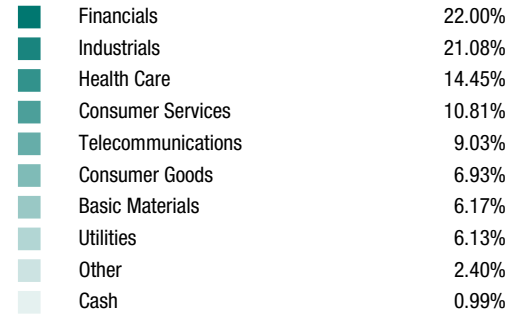 Financials 22.00%
Industrials 21.08%
Health Care 14.45%
Consumer Services 10.81%
Telecommunications 9.03%
Consumer Goods 6.93%
Basic Materials 6.17%
Utilities 6.13%
Other 2.40%
Cash 0.99%